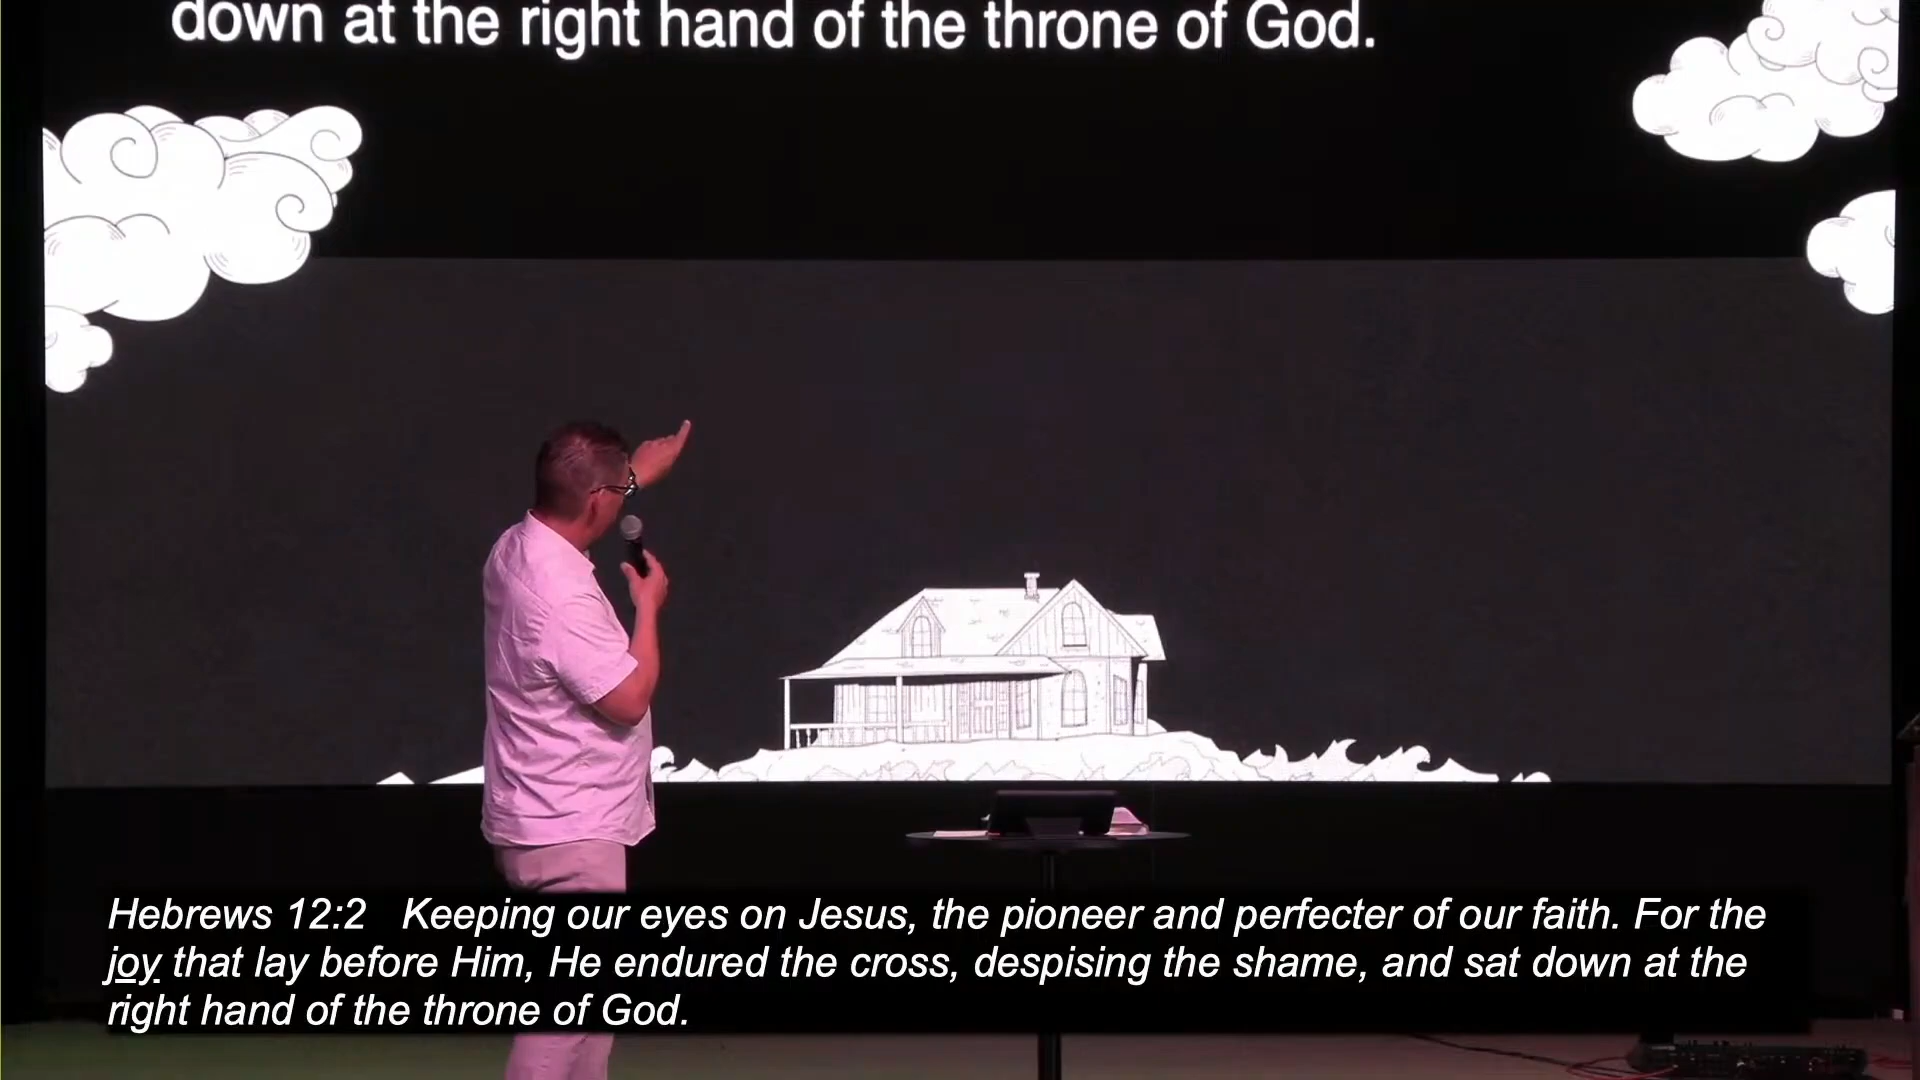 down at the right hand of the throne of God.
Hebrews 12:2 Keeping our eyes on Jesus, the pioneer and perfecter of our faith. For the
joy that lay before Him, He endured the cross, despising the shame, and sat down at the
right hand of the throne of God.